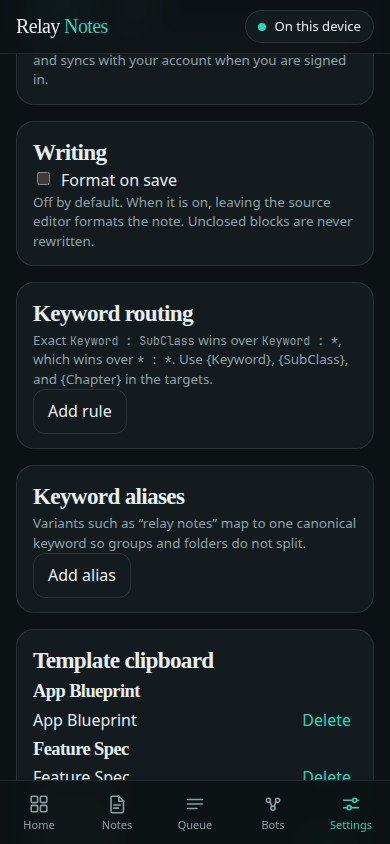 Relay Notes
On this device
and syncs with your account when you are signed
in.
Writing
Format on save
Off by default. When it is on, leaving the source
editor formats the note. Unclosed blocks are never
rewritten.
Keyword routing
Exact Keyword : SubClass wins over Keyword : *,
which wins over * : *. Use {Keyword}, {SubClass},
and {Chapter} in the targets.
Add rule
Keyword aliases
Variants such as “relay notes” map to one canonical
keyword so groups and folders do not split.
Add alias
Template clipboard
App Blueprint
App Blueprint
Delete
Feature Spec
Feature Spec
Delete
Home
Notes
Queue
Bots
Settings